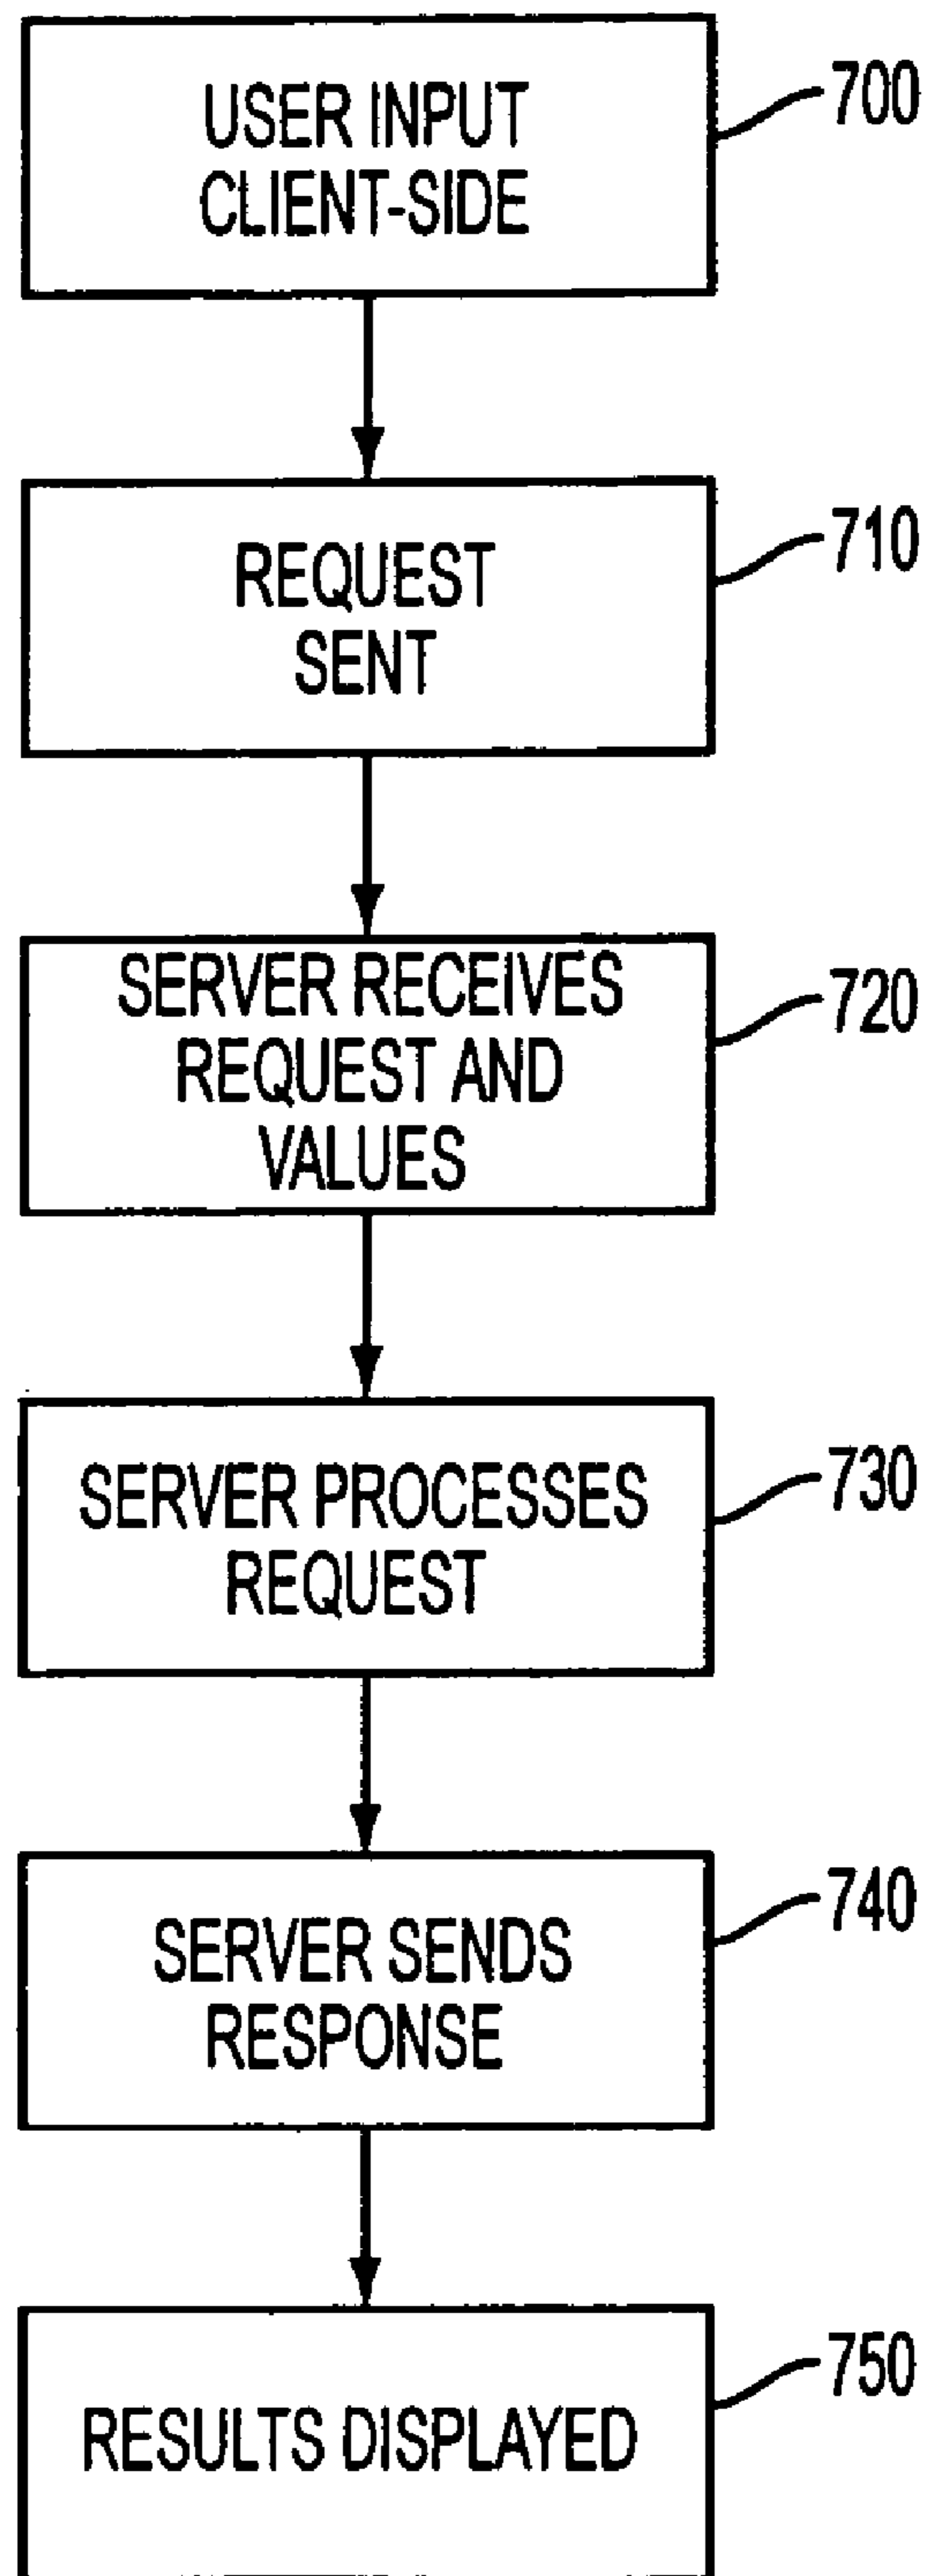 USER INPUT
CLIENT-SIDE
700
REQUEST
SENT
710
SERVER RECEIVES
REQUEST AND
VALUES
720
SERVER PROCESSES
REQUEST
730
SERVER SENDS
RESPONSE
740
RESULTS DISPLAYED
750